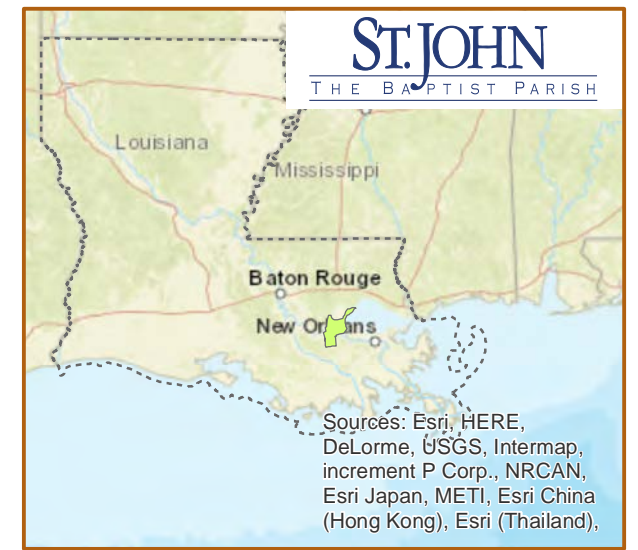 ST. JOHN
THE BAPTIST PARISH
Louisiana
Mississippi
Baton Rouge
New Orleans
Sources: Esri, HERE,
DeLorme, USGS, Intermap,
increment P Corp., NRCAN,
Esri Japan, METI, Esri China
(Hong Kong), Esri (Thailand),